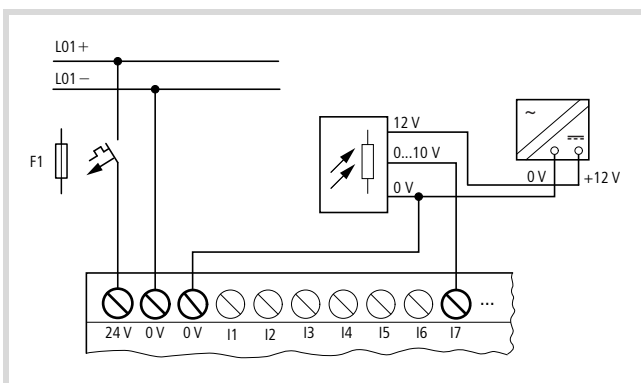 L01+
L01−
F1
12 V
0...10 V
0 V
~
0 V
+12 V
24 V 0 V 0 V I1 I2 I3 I4 I5 I6 I7 ...